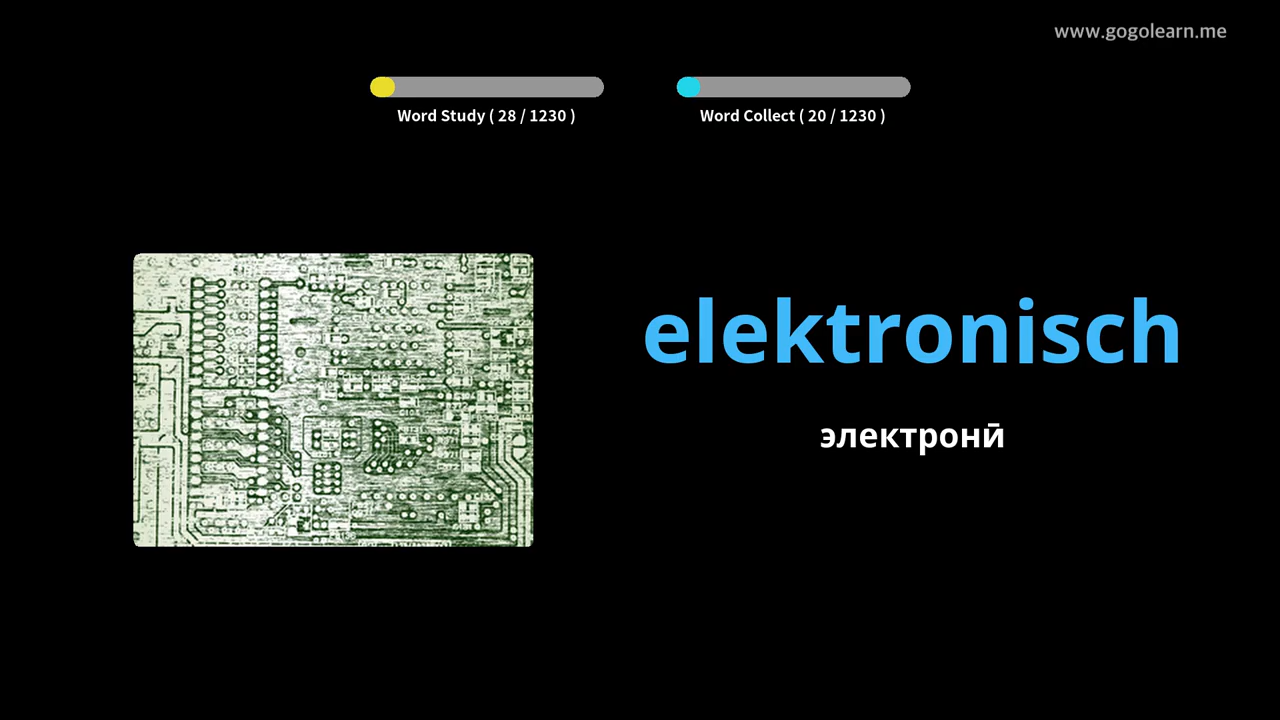 www.gogolearn.me
Word Study ( 28 / 1230 )
Word Collect ( 20 / 1230 )
elektronisch
электронӣ